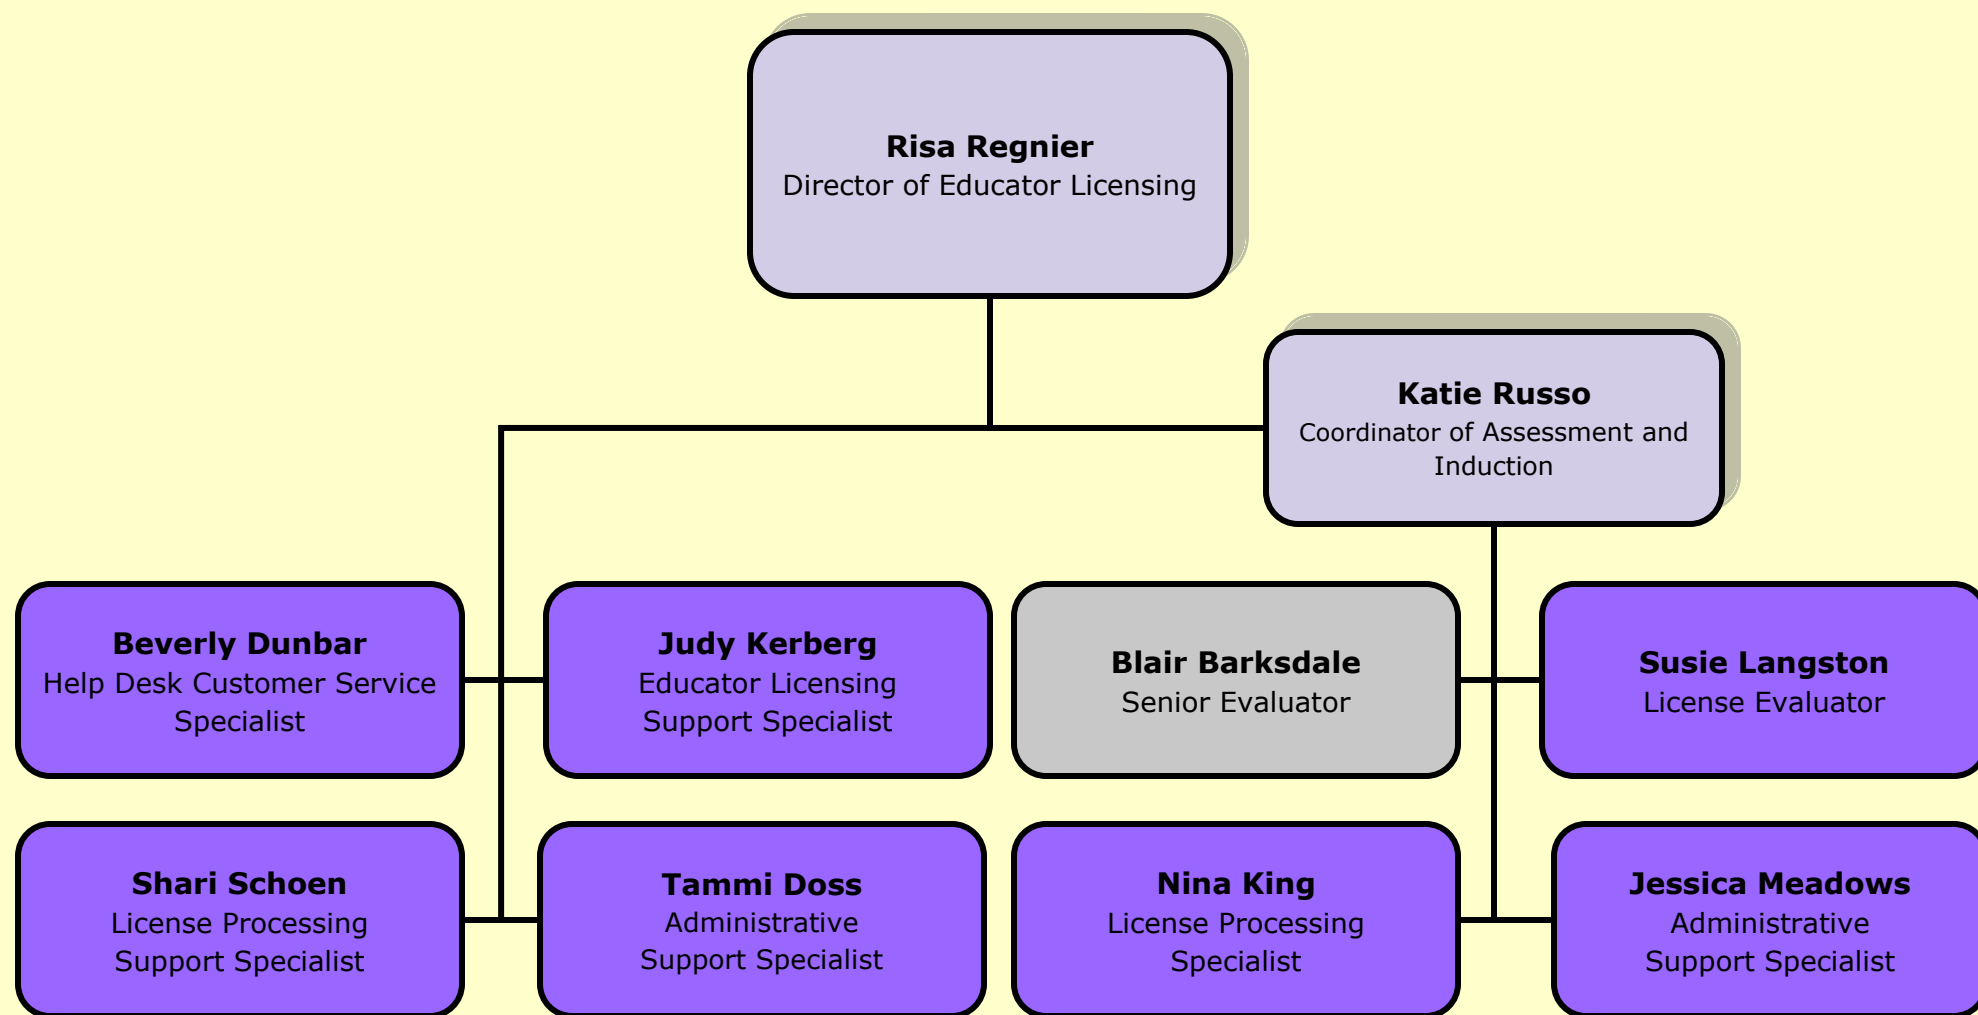 Risa Regnier
Director of Educator Licensing
Katie Russo
Coordinator of Assessment and
Induction
Beverly Dunbar
Help Desk Customer Service
Specialist
Judy Kerberg
Educator Licensing
Support Specialist
Blair Barksdale
Senior Evaluator
Susie Langston
License Evaluator
Shari Schoen
License Processing
Support Specialist
Tammi Doss
Administrative
Support Specialist
Nina King
License Processing
Specialist
Jessica Meadows
Administrative
Support Specialist